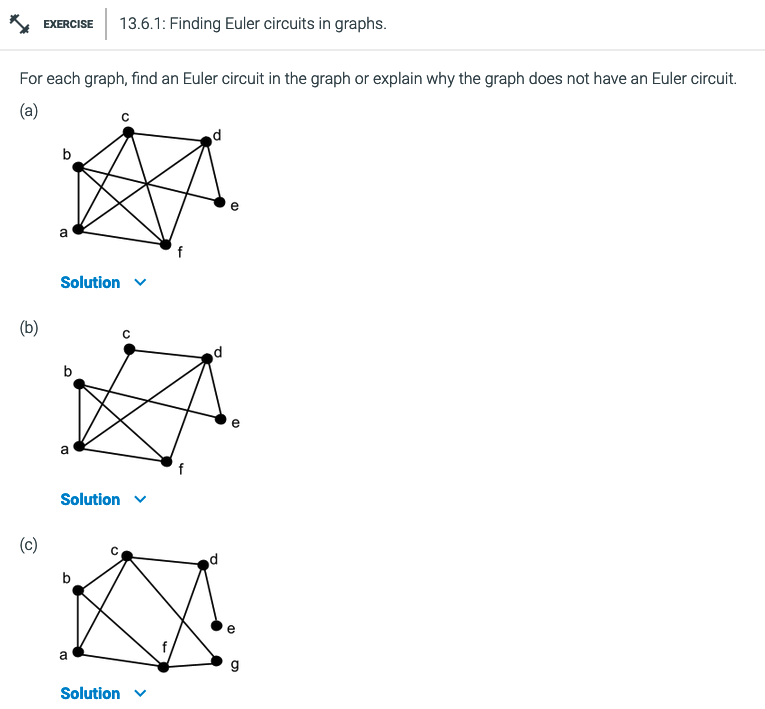 EXERCISE 13.6.1: Finding Euler circuits in graphs.
For each graph, find an Euler circuit in the graph or explain why the graph does not have an Euler circuit.
(a)
c
d
b
e
a
f
Solution
(b)
c
d
b
e
a
f
Solution
(c)
c
d
b
e
f
a
g
Solution